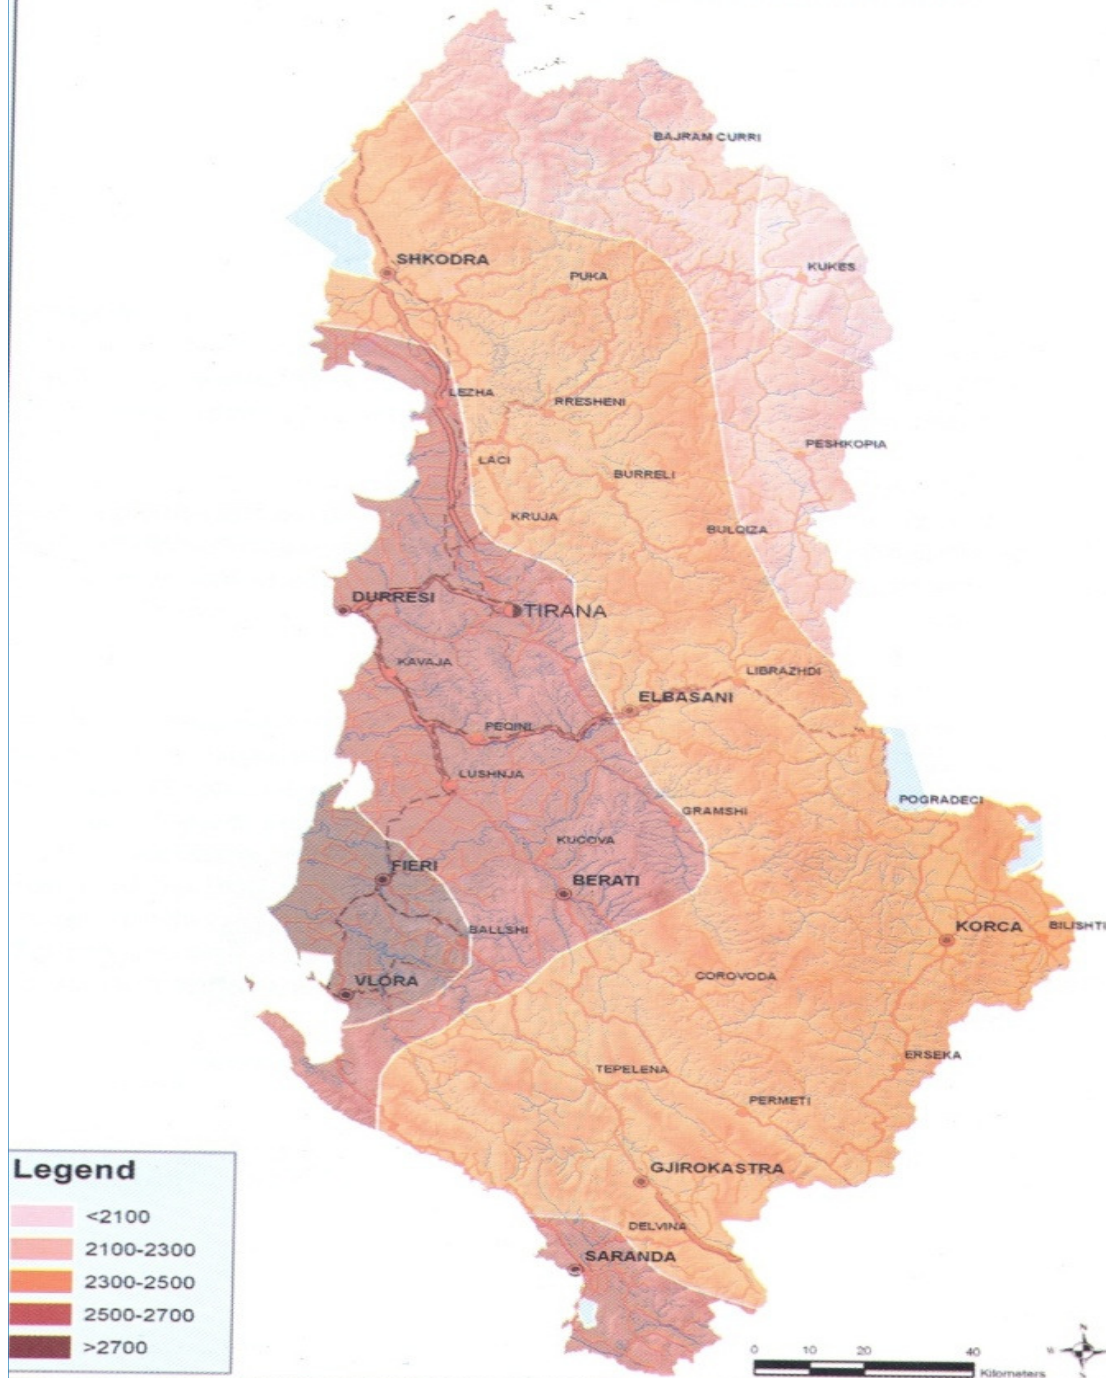 BAJRAM CURRI
SHKODRA
PUKA
KUKES
LEZHA
RRESHENI
LACI
BURRELI
PESHKOPIA
KRUJA
BULQIZA
DURRESI
TIRANA
KAVAJA
LIBRAZHDI
ELBASANI
PEQINI
LUSHNJA
POGRADECI
GRAMSHI
KUCOVA
FIERI
BERATI
BALLSHI
KORCA
BILISHTI
VLORA
COROVODA
ERSEKA
TEPELENA
PERMETI
GJIROKASTRA
DELVINA
SARANDA
Legend
<2100
2100-2300
2300-2500
2500-2700
>2700
0 10 20 40
Kilometers